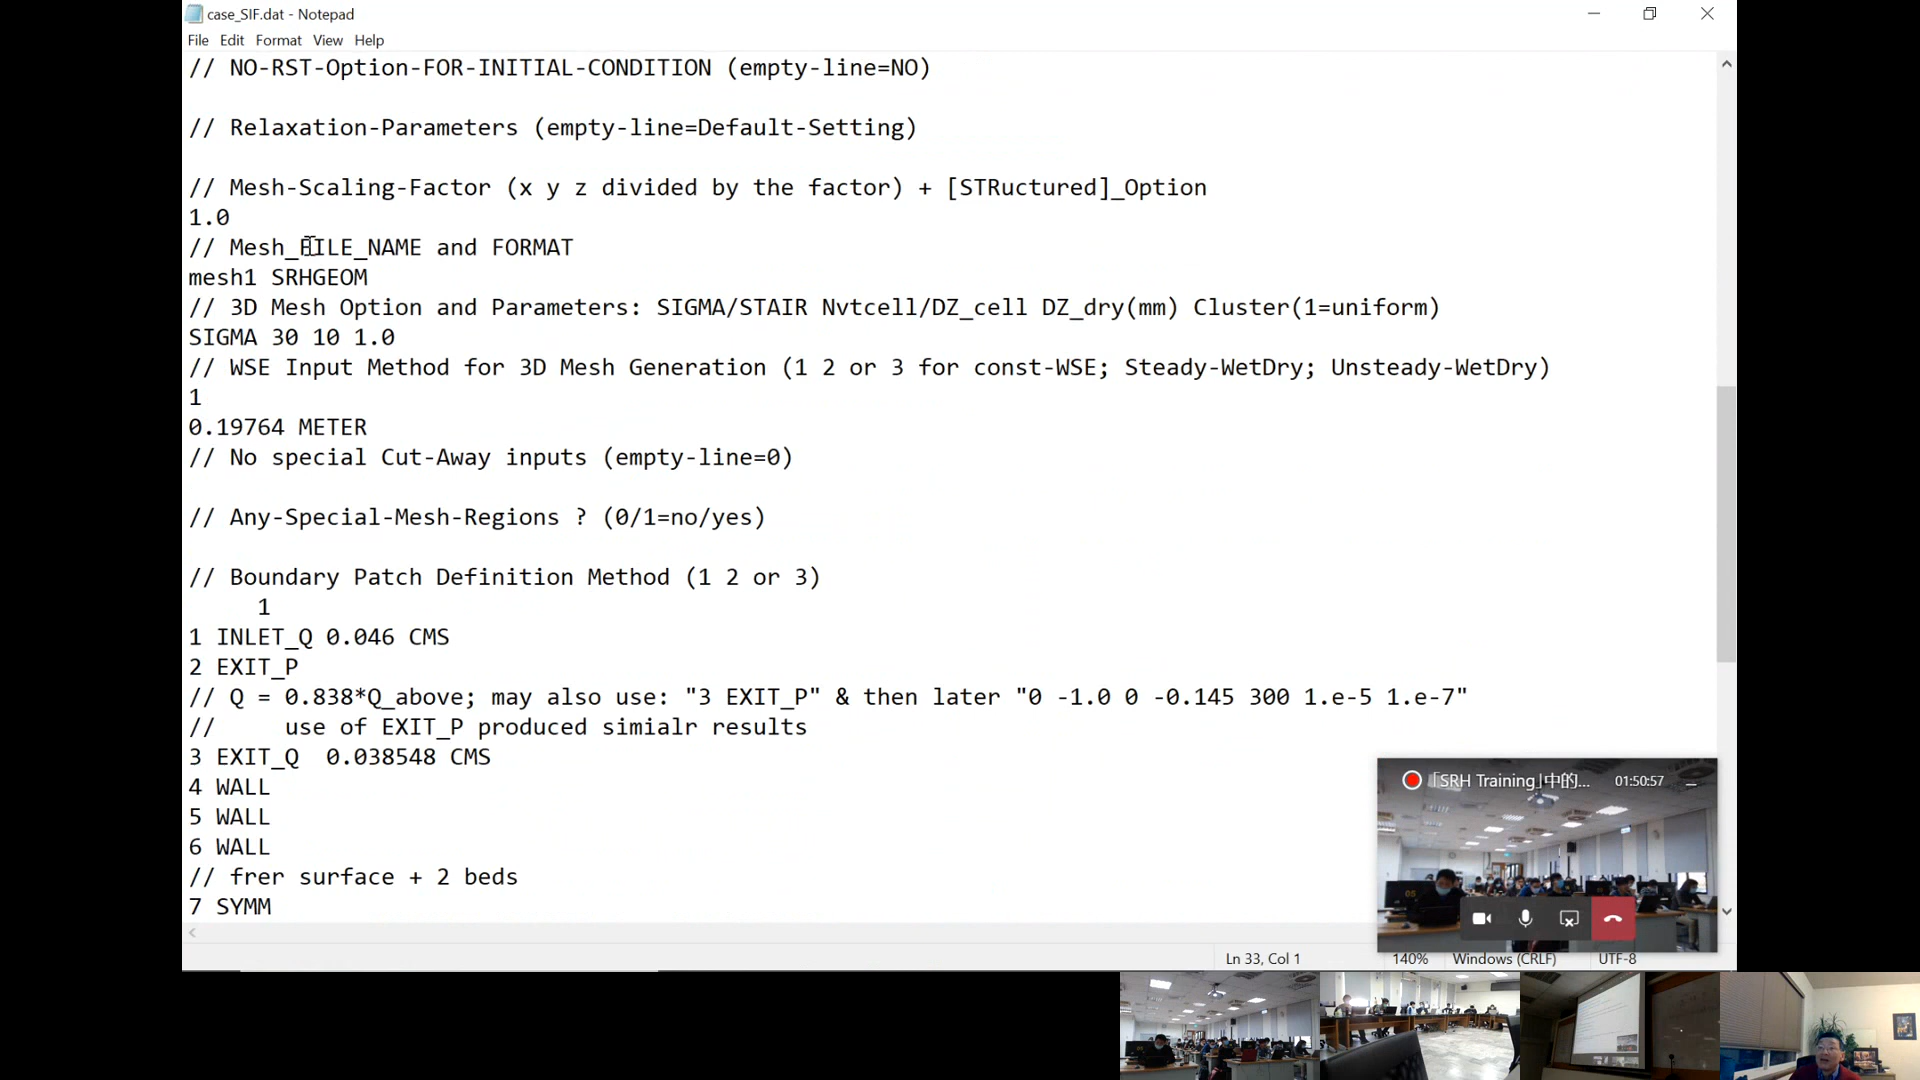 case_SIF.dat - Notepad
File Edit Format View Help
// NO-RST-Option-FOR-INITIAL-CONDITION (empty-line=NO)
// Relaxation-Parameters (empty-line=Default-Setting)
// Mesh-Scaling-Factor (x y z divided by the factor) + [STRuctured]_Option
1.0
// Mesh_FILE_NAME and FORMAT
mesh1 SRHGEOM
// 3D Mesh Option and Parameters: SIGMA/STAIR Nvtcell/DZ_cell DZ_dry(mm) Cluster(1=uniform)
SIGMA 30 10 1.0
// WSE Input Method for 3D Mesh Generation (1 2 or 3 for const-WSE; Steady-WetDry; Unsteady-WetDry)
1
0.19764 METER
// No special Cut-Away inputs (empty-line=0)
// Any-Special-Mesh-Regions ? (0/1=no/yes)
// Boundary Patch Definition Method (1 2 or 3)
1
1 INLET_Q 0.046 CMS
2 EXIT_P
// Q = 0.838*Q_above; may also use: "3 EXIT_P" & then later "0 -1.0 0 -0.145 300 1.e-5 1.e-7"
// use of EXIT_P produced simialr results
3 EXIT_Q 0.038548 CMS
4 WALL
5 WALL
6 WALL
// frer surface + 2 beds
7 SYMM
「SRH Training」中的... 01:50:57
05
Ln 33, Col 1 140% Windows (CRLF) UTF-8